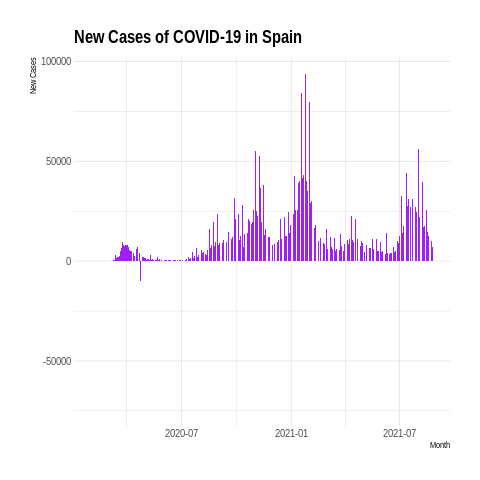 New Cases of COVID-19 in Spain
New Cases
100000
50000
0
-50000
2020-07
2021-01
2021-07
Month